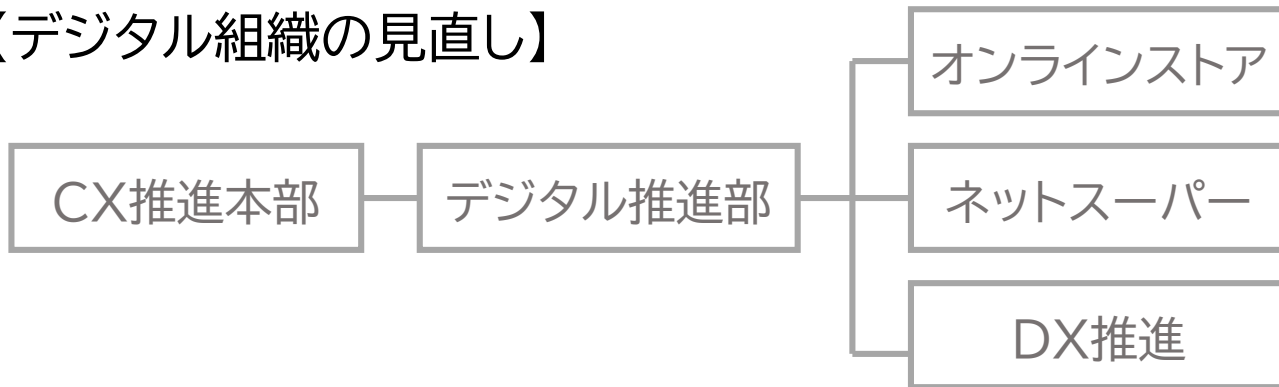 【デジタル組織の見直し】
オンラインストア
CX推進本部
デジタル推進部
ネットスーパー
DX推進